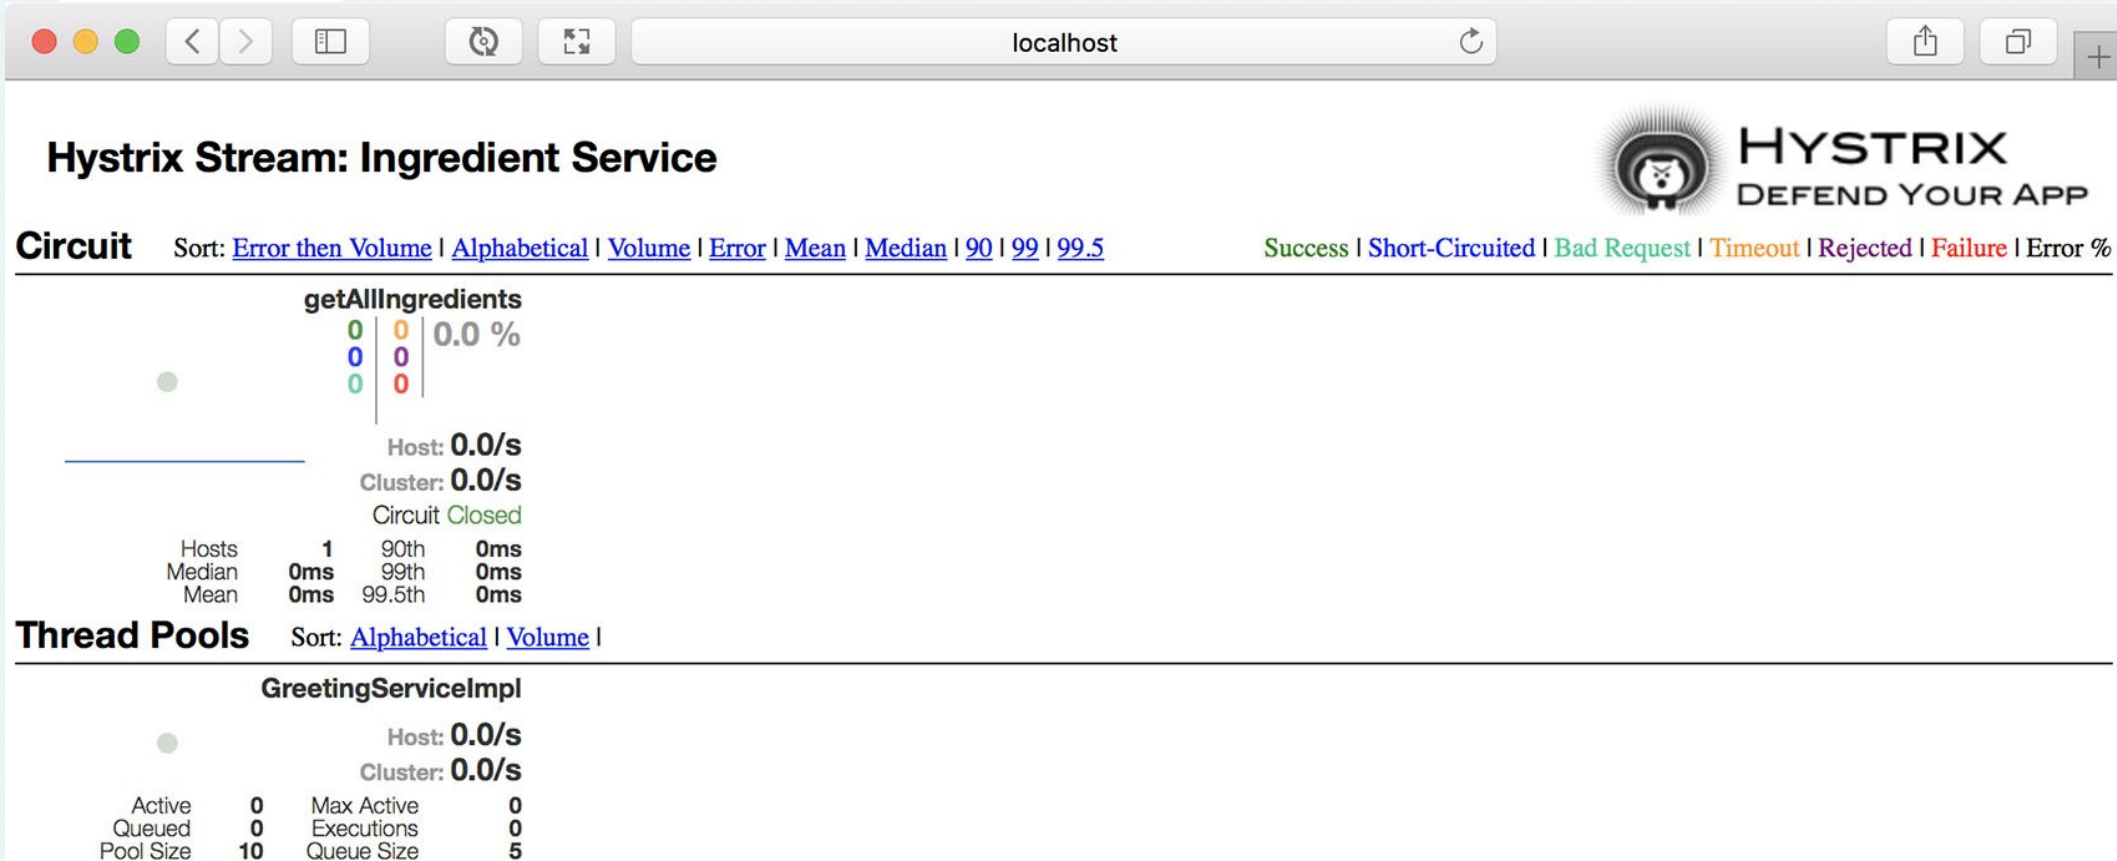 localhost
Hystrix Stream: Ingredient Service
HYSTRIX
DEFEND YOUR APP
Circuit Sort: Error then Volume | Alphabetical | Volume | Error | Mean | Median | 90 | 99 | 99.5 Success | Short-Circuited | Bad Request | Timeout | Rejected | Failure | Error %
getAllIngredients
0 0 0.0 %
0 0
0 0
Host: 0.0/s
Cluster: 0.0/s
Circuit Closed
Hosts 1 90th 0ms
Median 0ms 99th 0ms
Mean 0ms 99.5th 0ms
Thread Pools Sort: Alphabetical | Volume |
GreetingServiceImpl
Host: 0.0/s
Cluster: 0.0/s
Active 0 Max Active 0
Queued 0 Executions 0
Pool Size 10 Queue Size 5